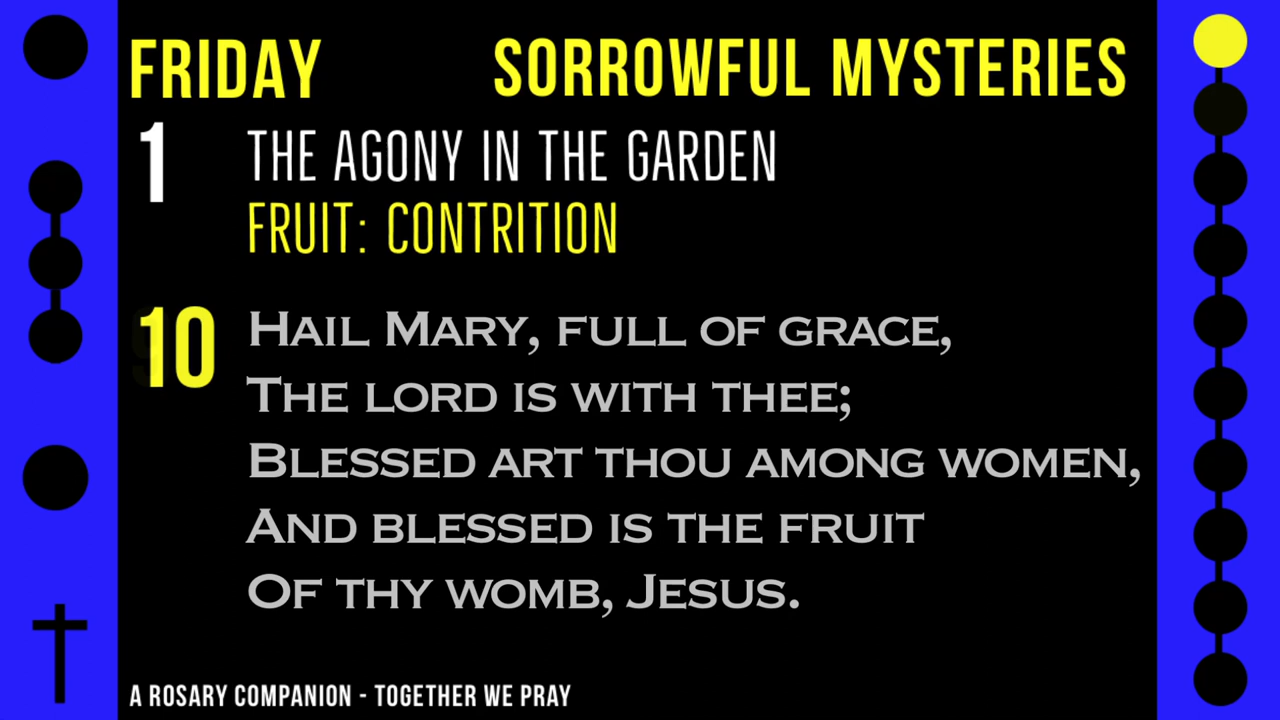 FRIDAY SORROWFUL MYSTERIES
1 THE AGONY IN THE GARDEN
FRUIT: CONTRITION
10 HAIL MARY, FULL OF GRACE,
THE LORD IS WITH THEE;
BLESSED ART THOU AMONG WOMEN,
AND BLESSED IS THE FRUIT
OF THY WOMB, JESUS.
A ROSARY COMPANION - TOGETHER WE PRAY